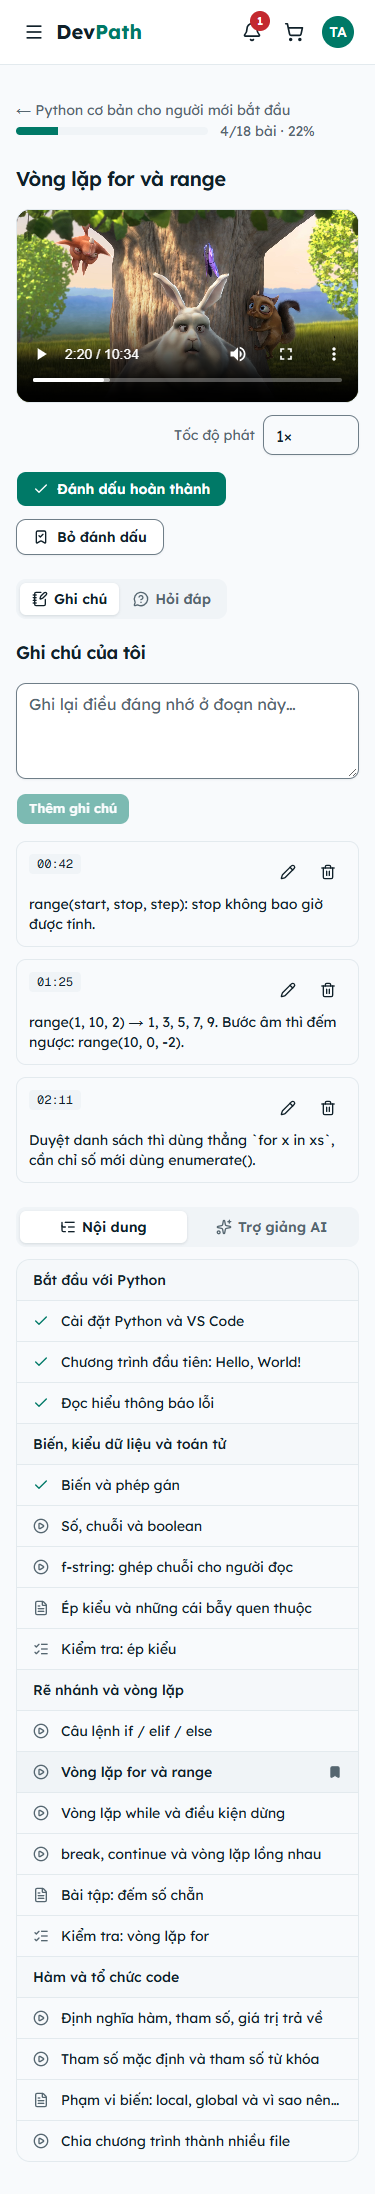 DevPath
1
TA
← Python cơ bản cho người mới bắt đầu
4/18 bài · 22%
Vòng lặp for và range
2:20 / 10:34
Tốc độ phát
1×
Đánh dấu hoàn thành
Bỏ đánh dấu
Ghi chú
Hỏi đáp
Ghi chú của tôi
Ghi lại điều đáng nhớ ở đoạn này...
Thêm ghi chú
00:42
range(start, stop, step): stop không bao giờ
được tính.
01:25
range(1, 10, 2) → 1, 3, 5, 7, 9. Bước âm thì đếm
ngược: range(10, 0, -2).
02:11
Duyệt danh sách thì dùng thẳng `for x in xs`,
cần chỉ số mới dùng enumerate().
Nội dung
Trợ giảng AI
Bắt đầu với Python
Cài đặt Python và VS Code
Chương trình đầu tiên: Hello, World!
Đọc hiểu thông báo lỗi
Biến, kiểu dữ liệu và toán tử
Biến và phép gán
Số, chuỗi và boolean
f-string: ghép chuỗi cho người đọc
Ép kiểu và những cái bẫy quen thuộc
Kiểm tra: ép kiểu
Rẽ nhánh và vòng lặp
Câu lệnh if / elif / else
Vòng lặp for và range
Vòng lặp while và điều kiện dừng
break, continue và vòng lặp lồng nhau
Bài tập: đếm số chẵn
Kiểm tra: vòng lặp for
Hàm và tổ chức code
Định nghĩa hàm, tham số, giá trị trả về
Tham số mặc định và tham số từ khóa
Phạm vi biến: local, global và vì sao nên...
Chia chương trình thành nhiều file